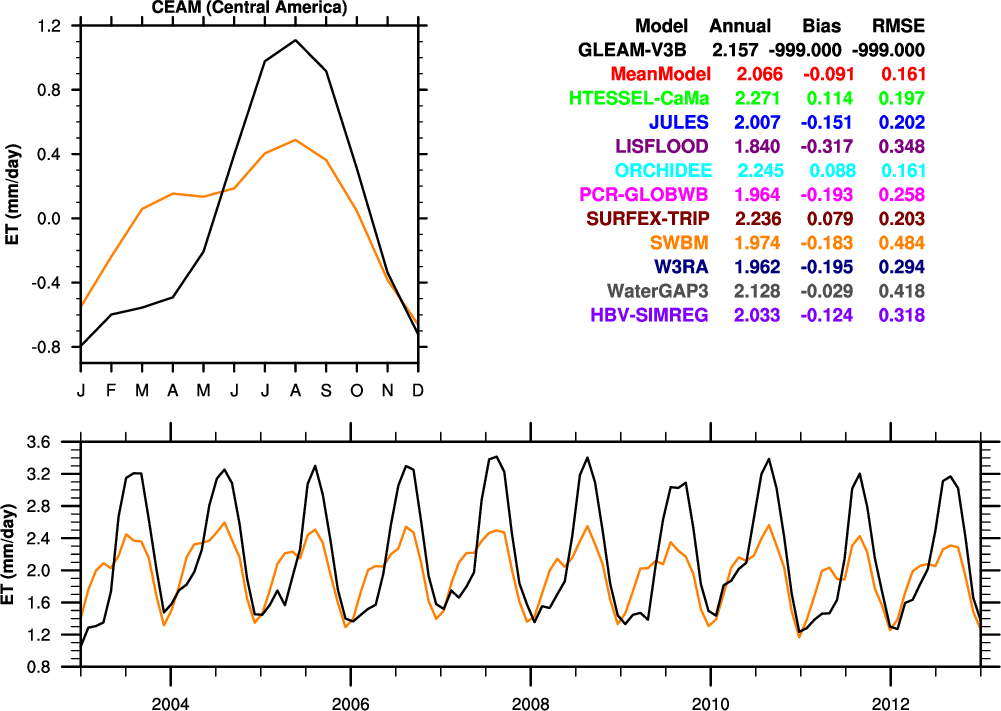 CEAM (Central America)
1.2
0.8
0.4
0.0
-0.4
-0.8
ET (mm/day)
J F M A M J J A S O N D
Model Annual Bias RMSE
GLEAM-V3B 2.157 -999.000 -999.000
MeanModel 2.066 -0.091 0.161
HTESSEL-CaMa 2.271 0.114 0.197
JULES 2.007 -0.151 0.202
LISFLOOD 1.840 -0.317 0.348
ORCHIDEE 2.245 0.088 0.161
PCR-GLOBWB 1.964 -0.193 0.258
SURFEX-TRIP 2.236 0.079 0.203
SWBM 1.974 -0.183 0.484
W3RA 1.962 -0.195 0.294
WaterGAP3 2.128 -0.029 0.418
HBV-SIMREG 2.033 -0.124 0.318
3.6
3.2
2.8
2.4
2.0
1.6
1.2
0.8
ET (mm/day)
2004 2006 2008 2010 2012